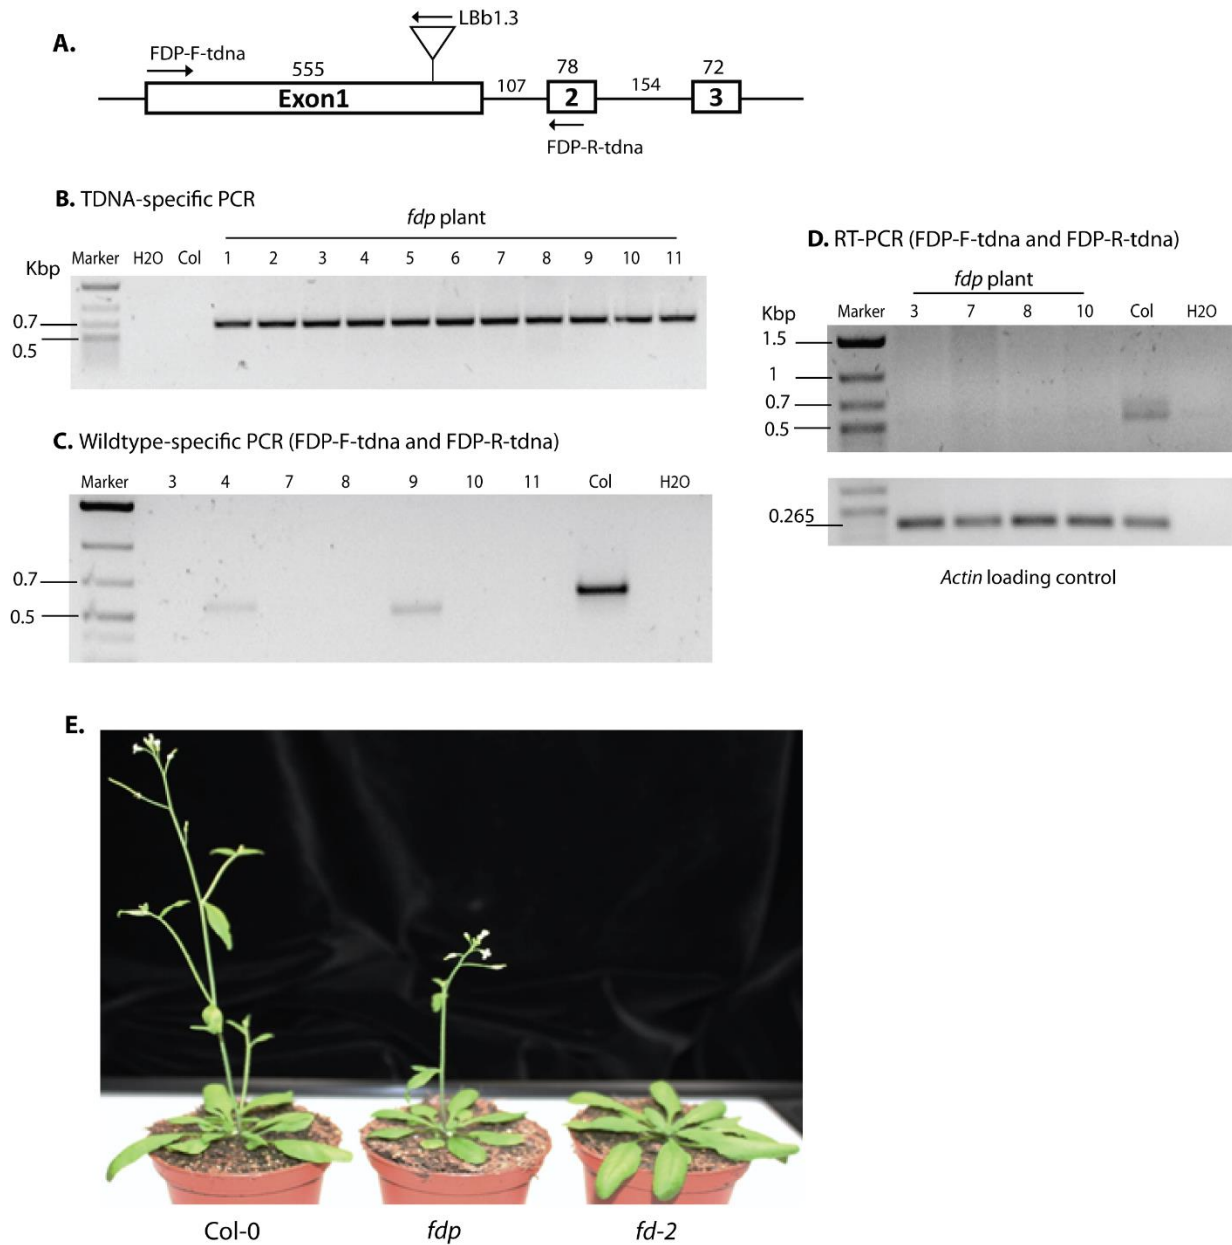 A.
LBb1.3
FDP-F-tdna
555
78
72
107
154
Exon1
2
3
FDP-R-tdna
B. TDNA-specific PCR
fdp plant
Kbp
Marker H2O Col 1 2 3 4 5 6 7 8 9 10 11
0.7
0.5
C. Wildtype-specific PCR (FDP-F-tdna and FDP-R-tdna)
Marker 3 4 7 8 9 10 11 Col H2O
0.7
0.5
D. RT-PCR (FDP-F-tdna and FDP-R-tdna)
fdp plant
Kbp
Marker 3 7 8 10 Col H2O
1.5
1
0.7
0.5
0.265
Actin loading control
E.
Col-0 fdp fd-2